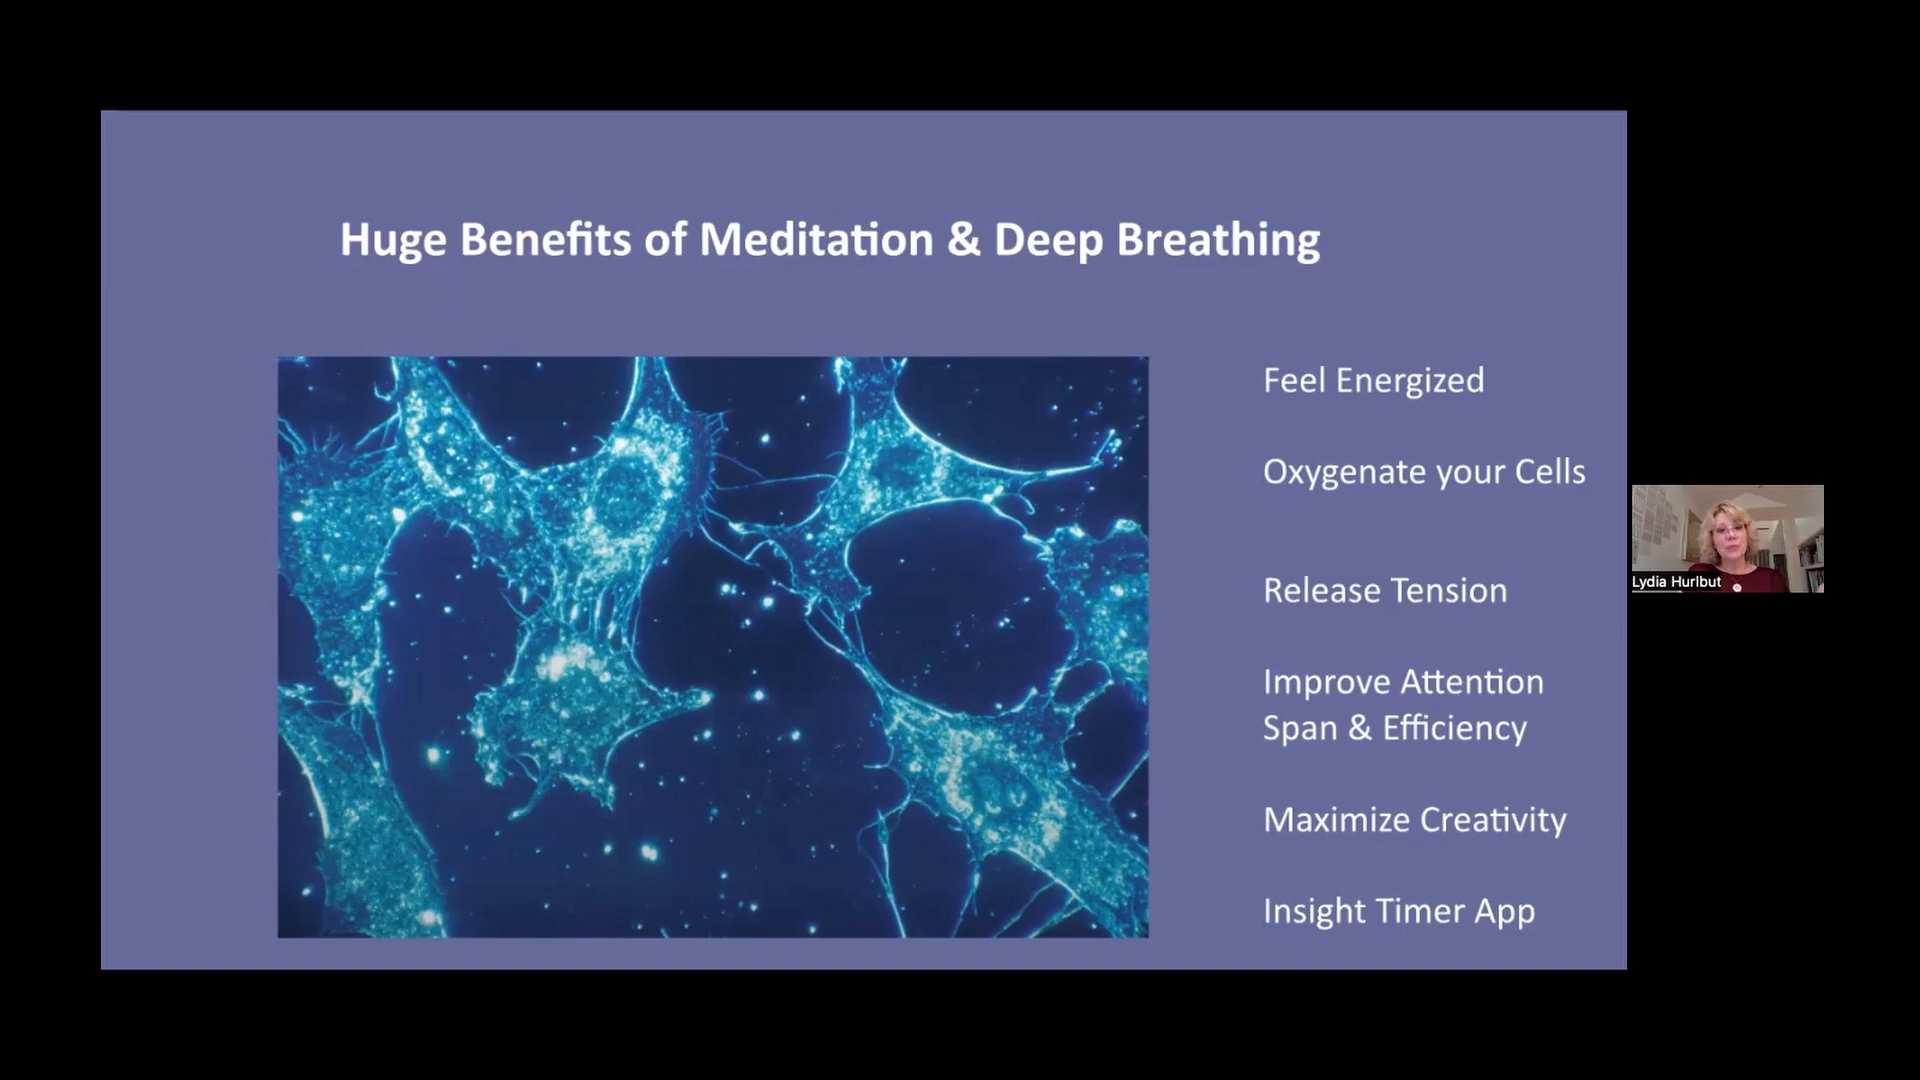 Huge Benefits of Meditation & Deep Breathing
Feel Energized
Oxygenate your Cells
Release Tension
Improve Attention
Span & Efficiency
Maximize Creativity
Insight Timer App
Lydia Hurlbut